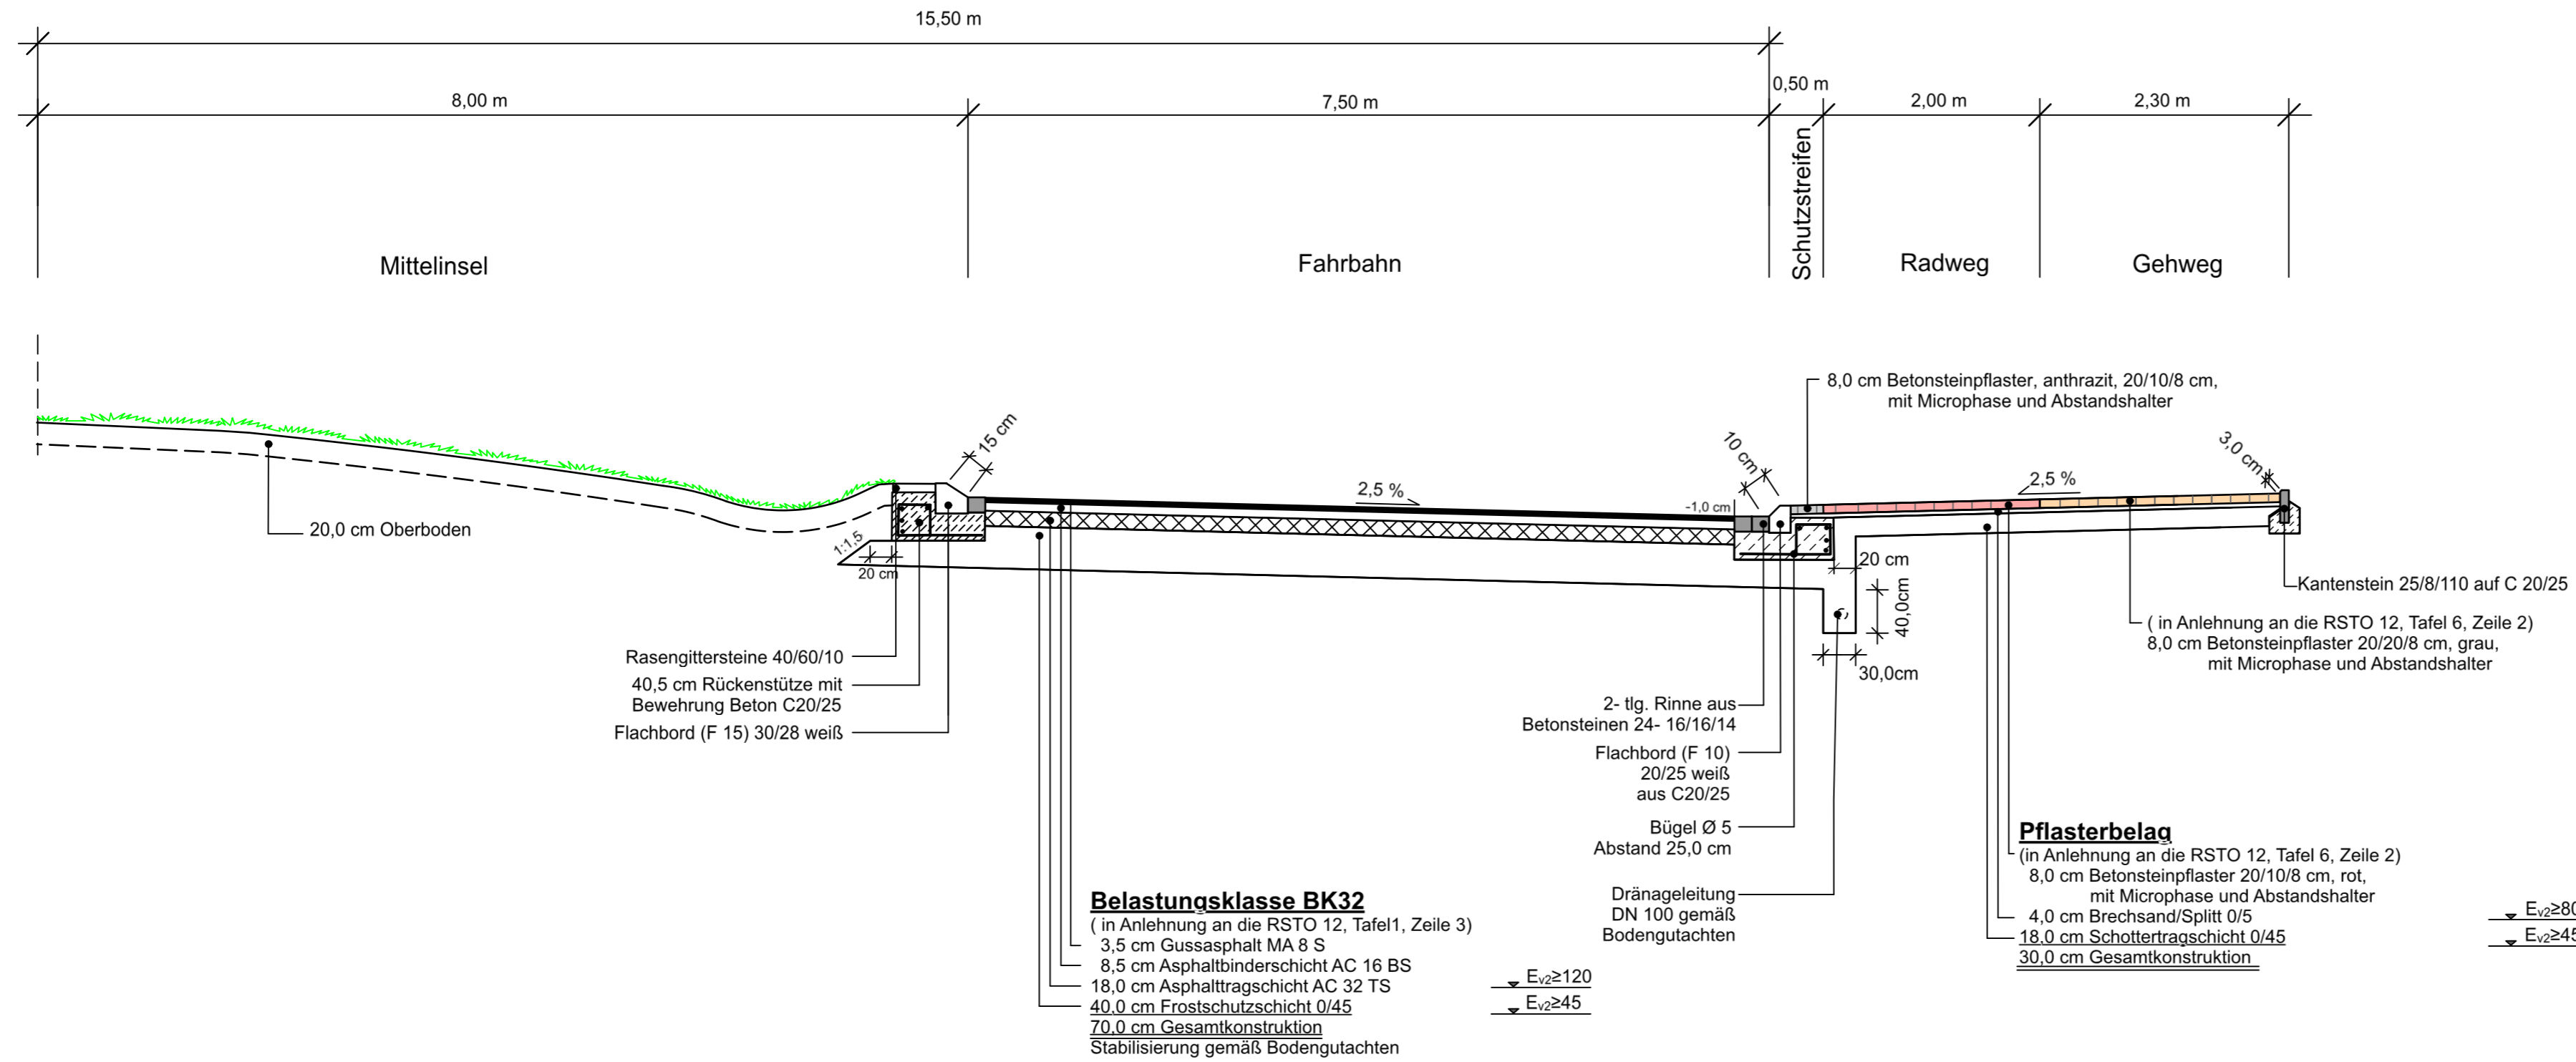 15,50 m
8,00 m
7,50 m
0,50 m
2,00 m
2,30 m
Mittelinsel
Fahrbahn
Schutzstreifen
Radweg
Gehweg
8,0 cm Betonsteinpflaster, anthrazit, 20/10/8 cm,
mit Microphase und Abstandshalter
15 cm
2,5 %
-1,0 cm
10 cm
2,5 %
3,0 cm
20,0 cm Oberboden
1:1,5
20 cm
20 cm
40,0cm
30,0cm
Kantenstein 25/8/110 auf C 20/25
( in Anlehnung an die RSTO 12, Tafel 6, Zeile 2)
8,0 cm Betonsteinpflaster 20/20/8 cm, grau,
mit Microphase und Abstandshalter
Rasengittersteine 40/60/10
40,5 cm Rückenstütze mit
Bewehrung Beton C20/25
Flachbord (F 15) 30/28 weiß
2- tlg. Rinne aus
Betonsteinen 24- 16/16/14
Flachbord (F 10)
20/25 weiß
aus C20/25
Bügel Ø 5
Abstand 25,0 cm
Dränageleitung
DN 100 gemäß
Bodengutachten
Belastungsklasse BK32
( in Anlehnung an die RSTO 12, Tafel1, Zeile 3)
3,5 cm Gussasphalt MA 8 S
8,5 cm Asphaltbinderschicht AC 16 BS
18,0 cm Asphalttragschicht AC 32 TS
40,0 cm Frostschutzschicht 0/45
70,0 cm Gesamtkonstruktion
Stabilisierung gemäß Bodengutachten
Ev2≥120
Ev2≥45
Pflasterbelag
(in Anlehnung an die RSTO 12, Tafel 6, Zeile 2)
8,0 cm Betonsteinpflaster 20/10/8 cm, rot,
mit Microphase und Abstandshalter
4,0 cm Brechsand/Splitt 0/5
18,0 cm Schottertragschicht 0/45
30,0 cm Gesamtkonstruktion
Ev2≥80
Ev2≥45